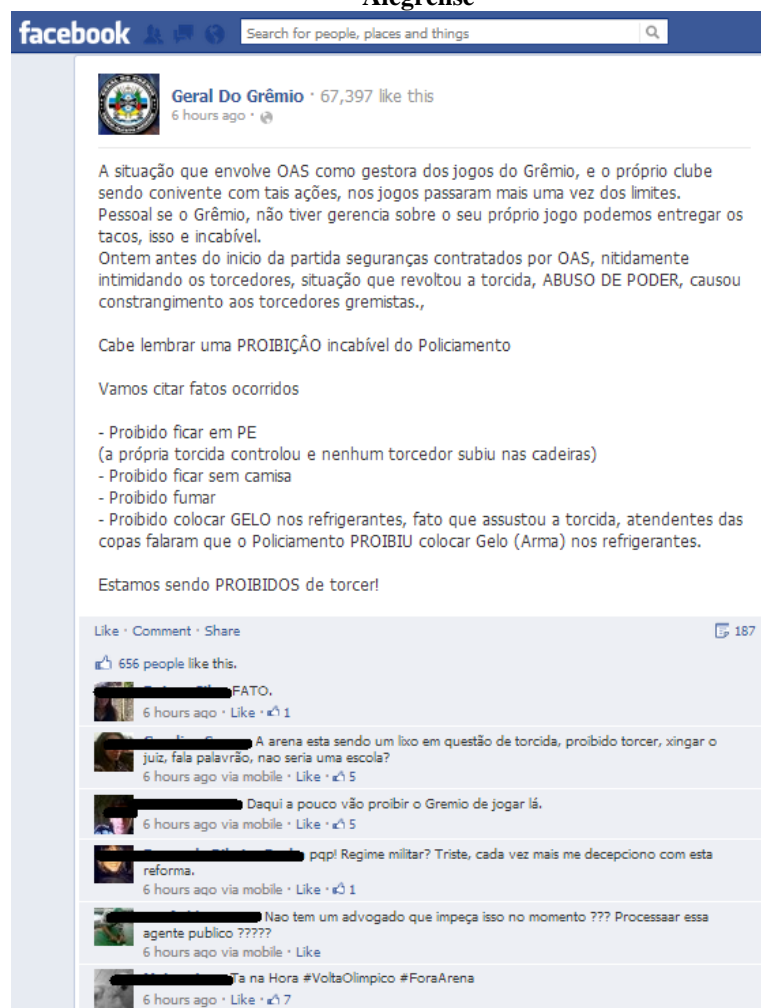 Alegrense
facebook
Search for people, places and things
Geral Do Grêmio · 67,397 like this
6 hours ago ·
A situação que envolve OAS como gestora dos jogos do Grêmio, e o próprio clube
sendo conivente com tais ações, nos jogos passaram mais uma vez dos limites.
Pessoal se o Grêmio, não tiver gerencia sobre o seu próprio jogo podemos entregar os
tacos, isso e incabível.
Ontem antes do inicio da partida seguranças contratados por OAS, nitidamente
intimidando os torcedores, situação que revoltou a torcida, ABUSO DE PODER, causou
constrangimento aos torcedores gremistas.,
Cabe lembrar uma PROIBIÇÂO incabível do Policiamento
Vamos citar fatos ocorridos
- Proibido ficar em PE
(a própria torcida controlou e nenhum torcedor subiu nas cadeiras)
- Proibido ficar sem camisa
- Proibido fumar
- Proibido colocar GELO nos refrigerantes, fato que assustou a torcida, atendentes das
copas falaram que o Policiamento PROIBIU colocar Gelo (Arma) nos refrigerantes.
Estamos sendo PROIBIDOS de torcer!
Like · Comment · Share 187
656 people like this.
FATO.
6 hours ago · Like · 1
A arena esta sendo um lixo em questão de torcida, proibido torcer, xingar o
juiz, fala palavrão, nao seria uma escola?
6 hours ago via mobile · Like · 5
Daqui a pouco vão proibir o Gremio de jogar lá.
6 hours ago via mobile · Like · 5
pqp! Regime militar? Triste, cada vez mais me decepciono com esta
reforma.
6 hours ago via mobile · Like · 1
Nao tem um advogado que impeça isso no momento ??? Processaar essa
agente publico ?????
6 hours ago via mobile · Like
Ta na Hora #VoltaOlimpico #ForaArena
6 hours ago · Like · 7